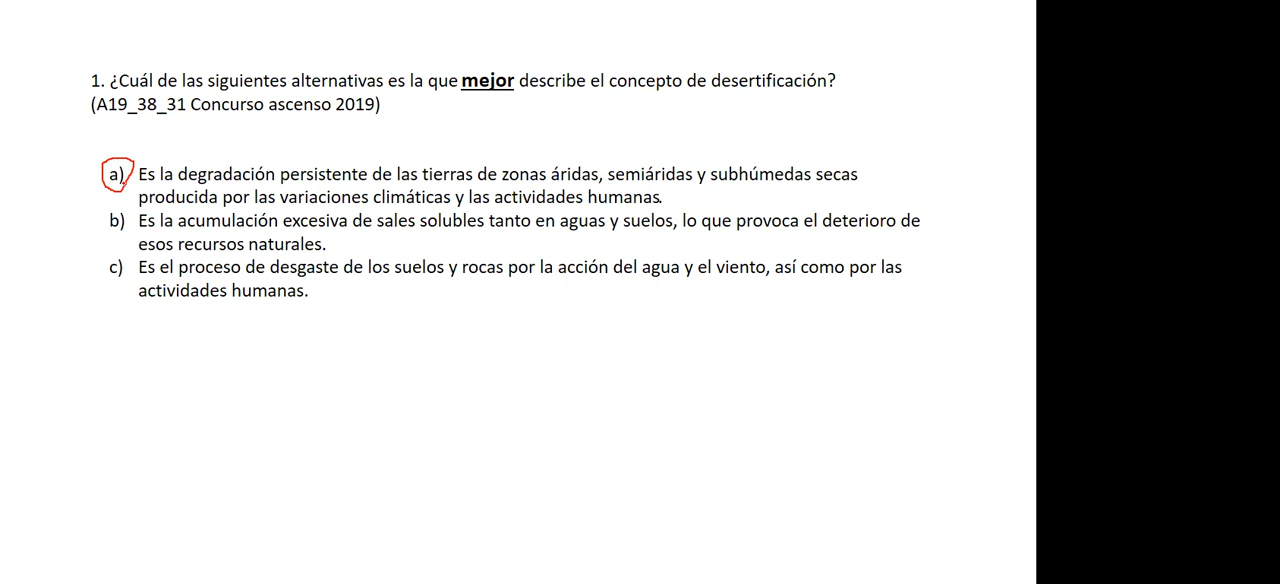 1. ¿Cuál de las siguientes alternativas es la que mejor describe el concepto de desertificación?
(A19_38_31 Concurso ascenso 2019)
a) Es la degradación persistente de las tierras de zonas áridas, semiáridas y subhúmedas secas
producida por las variaciones climáticas y las actividades humanas.
b) Es la acumulación excesiva de sales solubles tanto en aguas y suelos, lo que provoca el deterioro de
esos recursos naturales.
c) Es el proceso de desgaste de los suelos y rocas por la acción del agua y el viento, así como por las
actividades humanas.